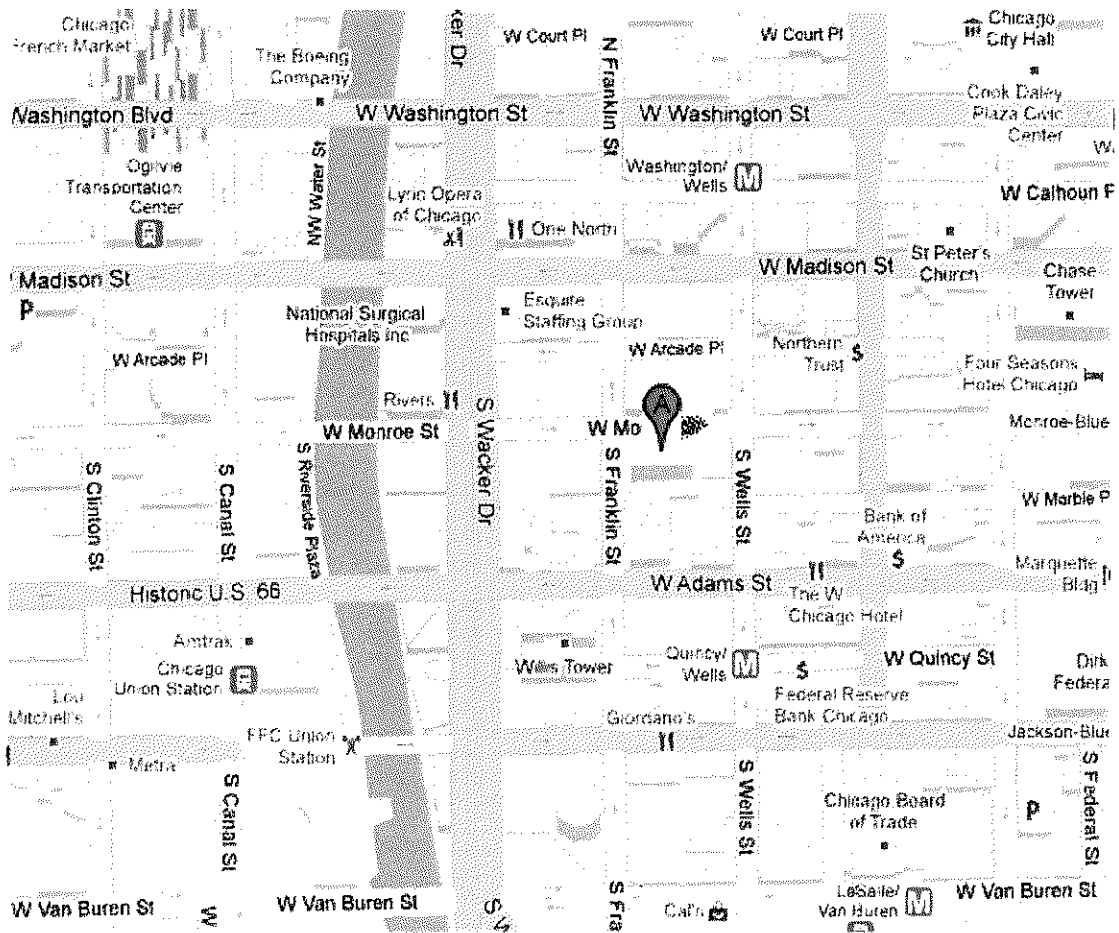 Chicago
French Market
The Boeing
Company
ker Dr
W Court Pl
N Franklin St
W Court Pl
Chicago
City Hall
Cook Daley
Plaza Civic
Center
Washington Blvd
W Washington St
W Washington St
W
Ogilvie
Transportation
Center
NW Water St
Lyric Opera
of Chicago
One North
Washington/
Wells
M
W Calhoun P
St Peter's
Church
Madison St
W Madison St
Chase
Tower
P
National Surgical
Hospitals Inc
Esquire
Staffing Group
W Arcade Pl
W Arcade Pl
Northern
Trust
$
Four Seasons
Hotel Chicago
Rivers
A
Monroe-Blue
W Monroe St
W Mo
S Wacker Dr
S Clinton St
S Canal St
S Riverside Plaza
S Franklin St
S Wells St
W Marble P
Bank of
America
$
Marquette
Bldg
Historic U.S. 66
W Adams St
The W
Chicago Hotel
Amtrak
Chicago
Union Station
Willis Tower
Quincy/
Wells
M
$
W Quincy St
Dirk
Federa
Federal Reserve
Bank Chicago
Lou
Mitchell's
FFC Union
Station
Giordano's
Jackson-Blue
Metra
S Canal St
S Wells St
Chicago Board
of Trade
P
S Federal St
W Van Buren St
W
W Van Buren St
S Fra
LaSalle/
Van Buren
M
W Van Buren St